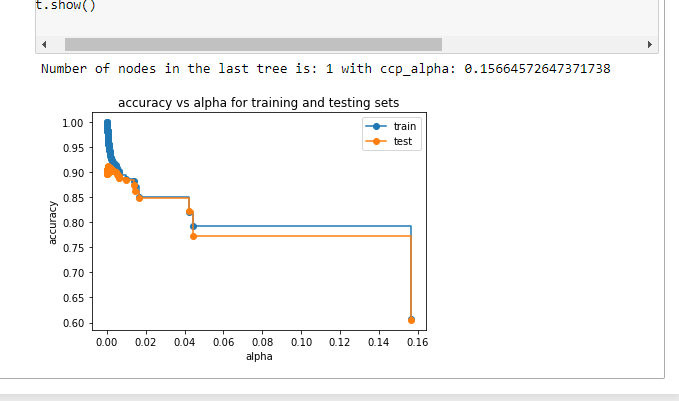 t.show()
Number of nodes in the last tree is: 1 with ccp_alpha: 0.15664572647371738
accuracy vs alpha for training and testing sets
train
test
accuracy
1.00
0.95
0.90
0.85
0.80
0.75
0.70
0.65
0.60
0.00 0.02 0.04 0.06 0.08 0.10 0.12 0.14 0.16
alpha